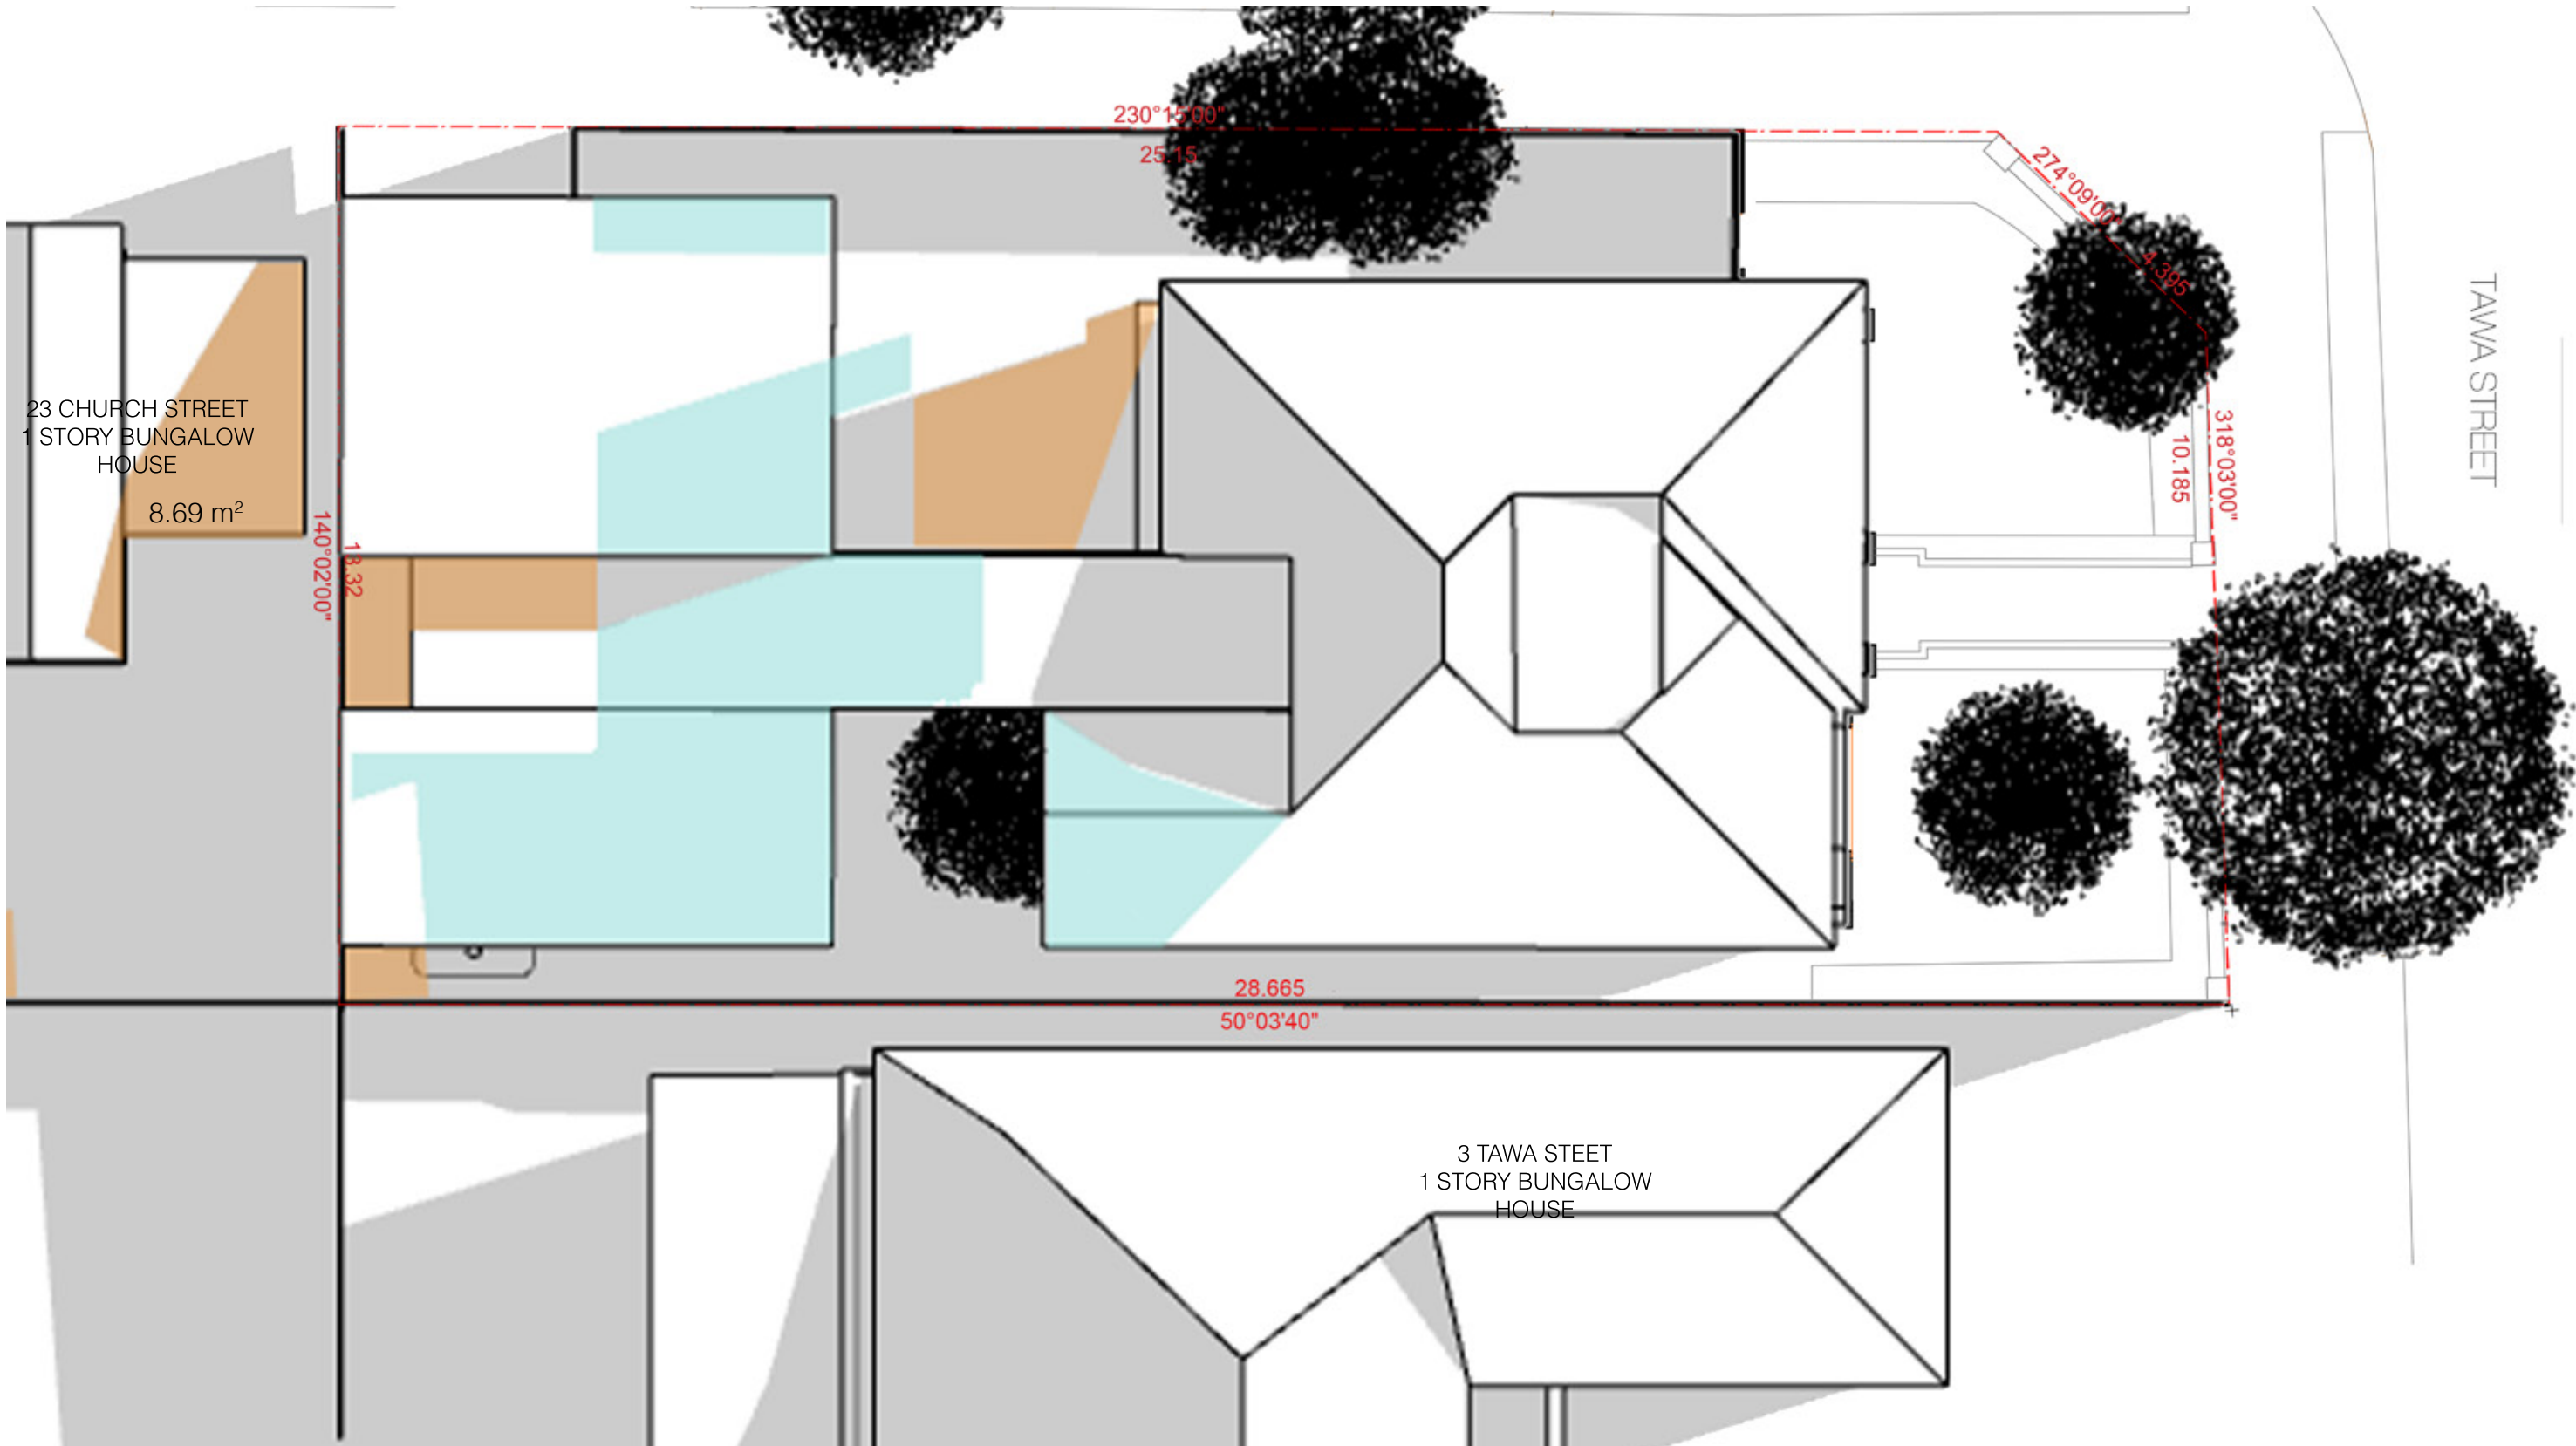 230°15'00"
25.15
274°09'00"
4.395
TAWA STREET
318°03'00"
10.185
23 CHURCH STREET
1 STORY BUNGALOW
HOUSE
8.69 m²
140°02'00"
13.32
28.665
50°03'40"
3 TAWA STEET
1 STORY BUNGALOW
HOUSE